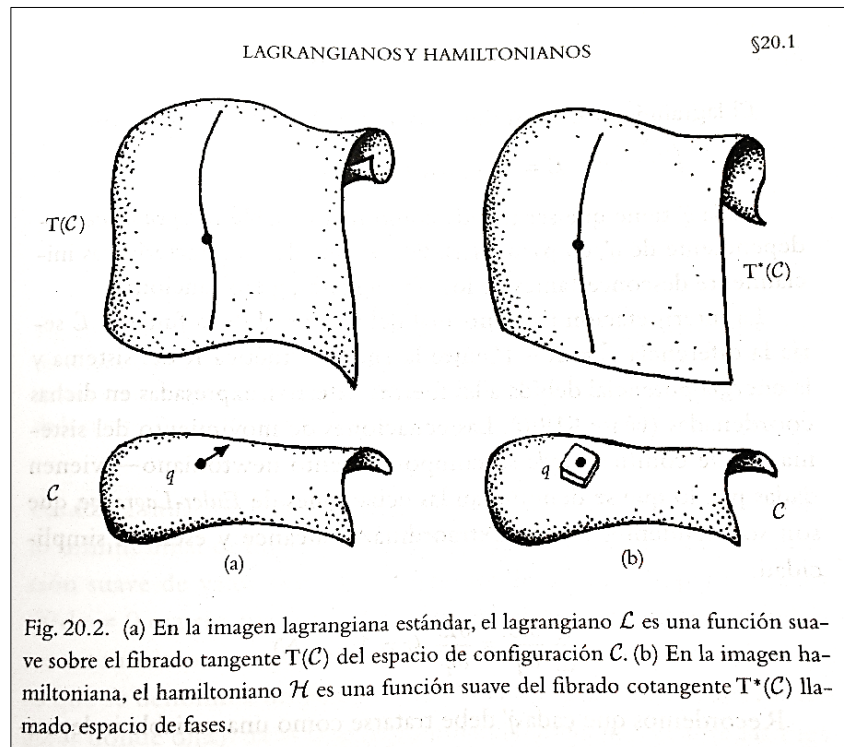 LAGRANGIANOS Y HAMILTONIANOS
§20.1
T(C)
T*(C)
q
C
q
C
(a)
(b)
Fig. 20.2. (a) En la imagen lagrangiana estándar, el lagrangiano ℒ es una función sua-
ve sobre el fibrado tangente T(C) del espacio de configuración C. (b) En la imagen ha-
miltoniana, el hamiltoniano ℋ es una función suave del fibrado cotangente T*(C) lla-
mado espacio de fases.